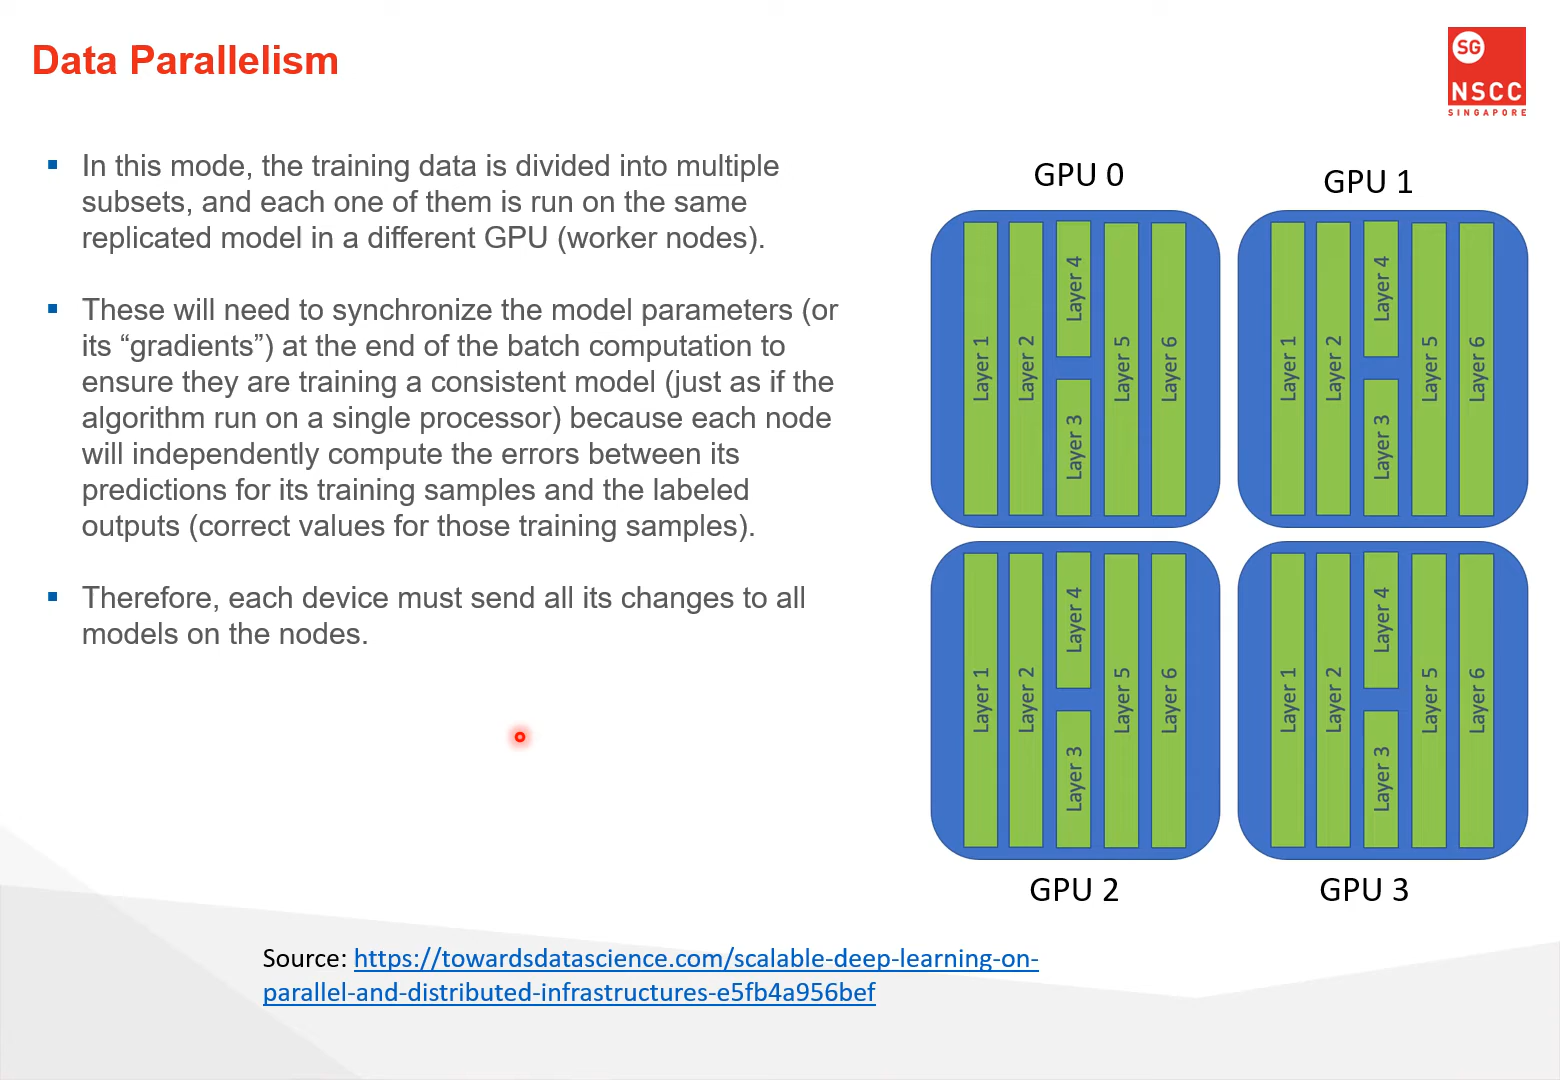 Data Parallelism
SG
NSCC
SINGAPORE
▪ In this mode, the training data is divided into multiple
subsets, and each one of them is run on the same
replicated model in a different GPU (worker nodes).
▪ These will need to synchronize the model parameters (or
its “gradients”) at the end of the batch computation to
ensure they are training a consistent model (just as if the
algorithm run on a single processor) because each node
will independently compute the errors between its
predictions for its training samples and the labeled
outputs (correct values for those training samples).
▪ Therefore, each device must send all its changes to all
models on the nodes.
GPU 0
Layer 1
Layer 2
Layer 4
Layer 3
Layer 5
Layer 6
GPU 1
Layer 1
Layer 2
Layer 4
Layer 3
Layer 5
Layer 6
Layer 1
Layer 2
Layer 4
Layer 3
Layer 5
Layer 6
GPU 2
Layer 1
Layer 2
Layer 4
Layer 3
Layer 5
Layer 6
GPU 3
Source: https://towardsdatascience.com/scalable-deep-learning-on-
parallel-and-distributed-infrastructures-e5fb4a956bef